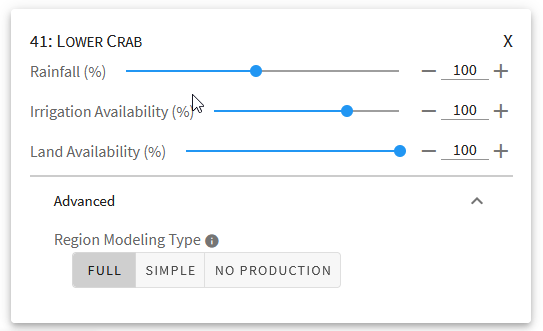 41: Lower Crab X
Rainfall (%) — 100 +
Irrigation Availability (%) — 100 +
Land Availability (%) — 100 +
Advanced
Region Modeling Type i
FULL SIMPLE NO PRODUCTION